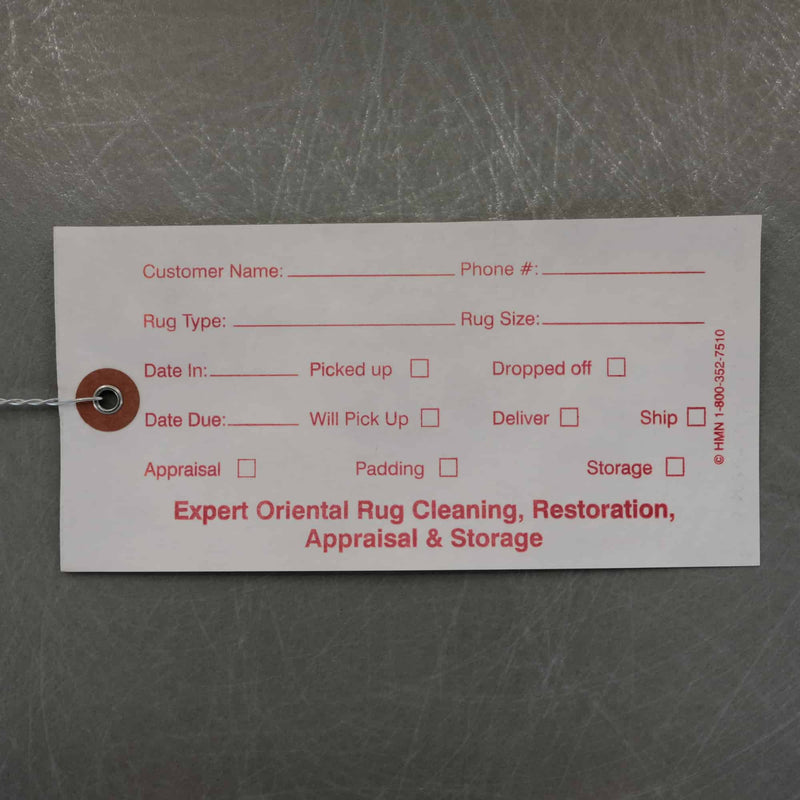 Customer Name: Phone #:
Rug Type: Rug Size:
Date In: Picked up Dropped off
Date Due: Will Pick Up Deliver Ship
Appraisal Padding Storage
Expert Oriental Rug Cleaning, Restoration,
Appraisal & Storage
© HMN 1-800-352-7510